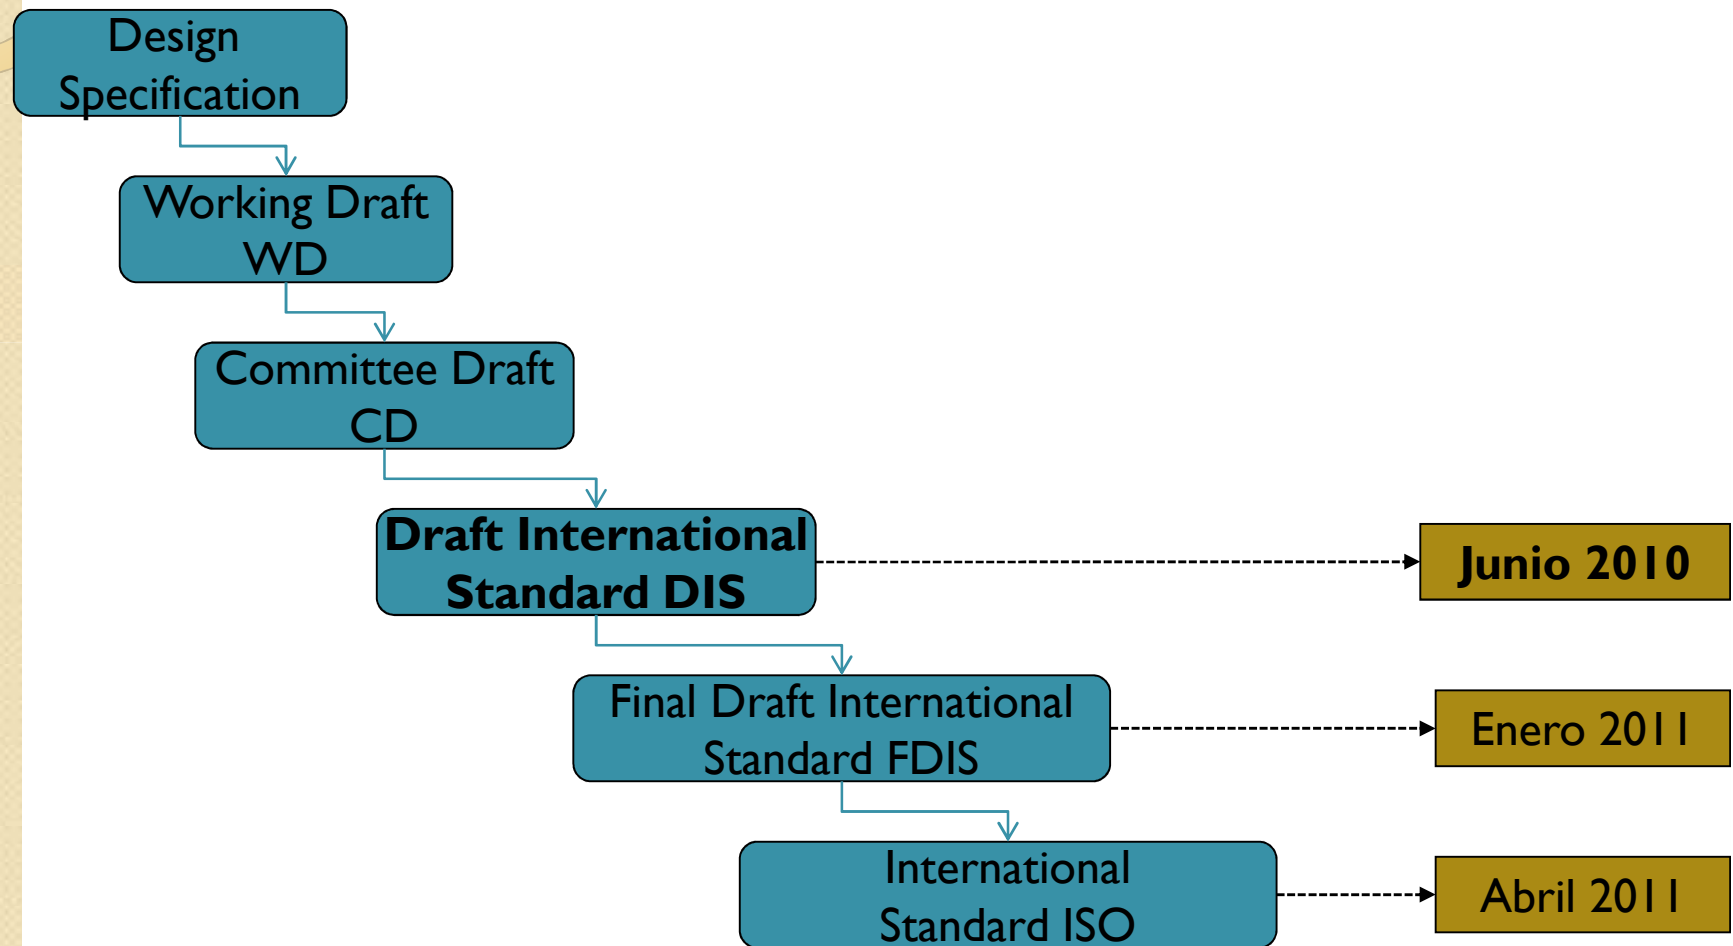 Design
Specification
Working Draft
WD
Committee Draft
CD
Draft International
Standard DIS
Junio 2010
Final Draft International
Standard FDIS
Enero 2011
International
Standard ISO
Abril 2011